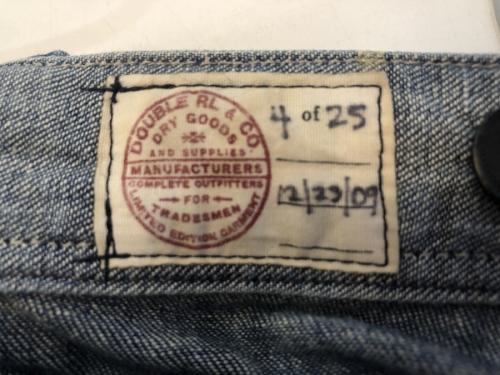 DOUBLE RL & CO.
DRY GOODS
AND SUPPLIES
MANUFACTURERS
COMPLETE OUTFITTERS
FOR
TRADESMEN
LIMITED EDITION GARMENT
4 of 25
12/23/09